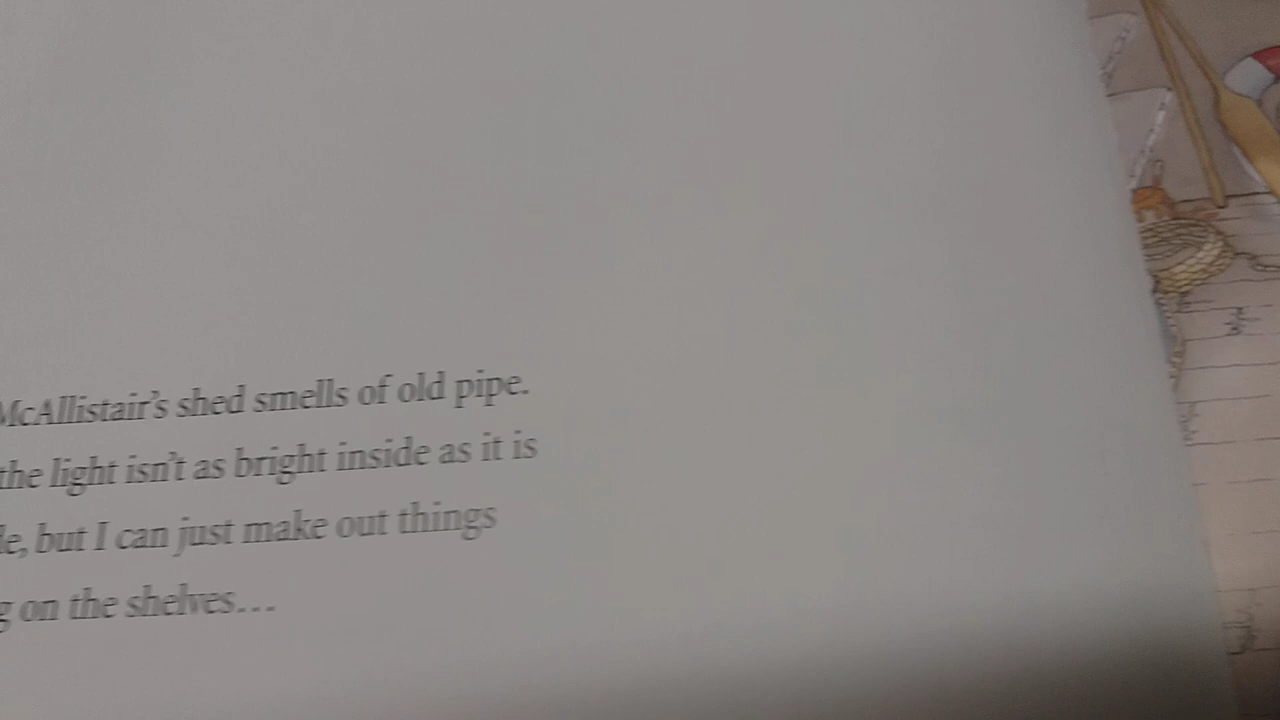 McAllistair's shed smells of old pipe.
the light isn't as bright inside as it is
but I can just make out things
on the shelves...